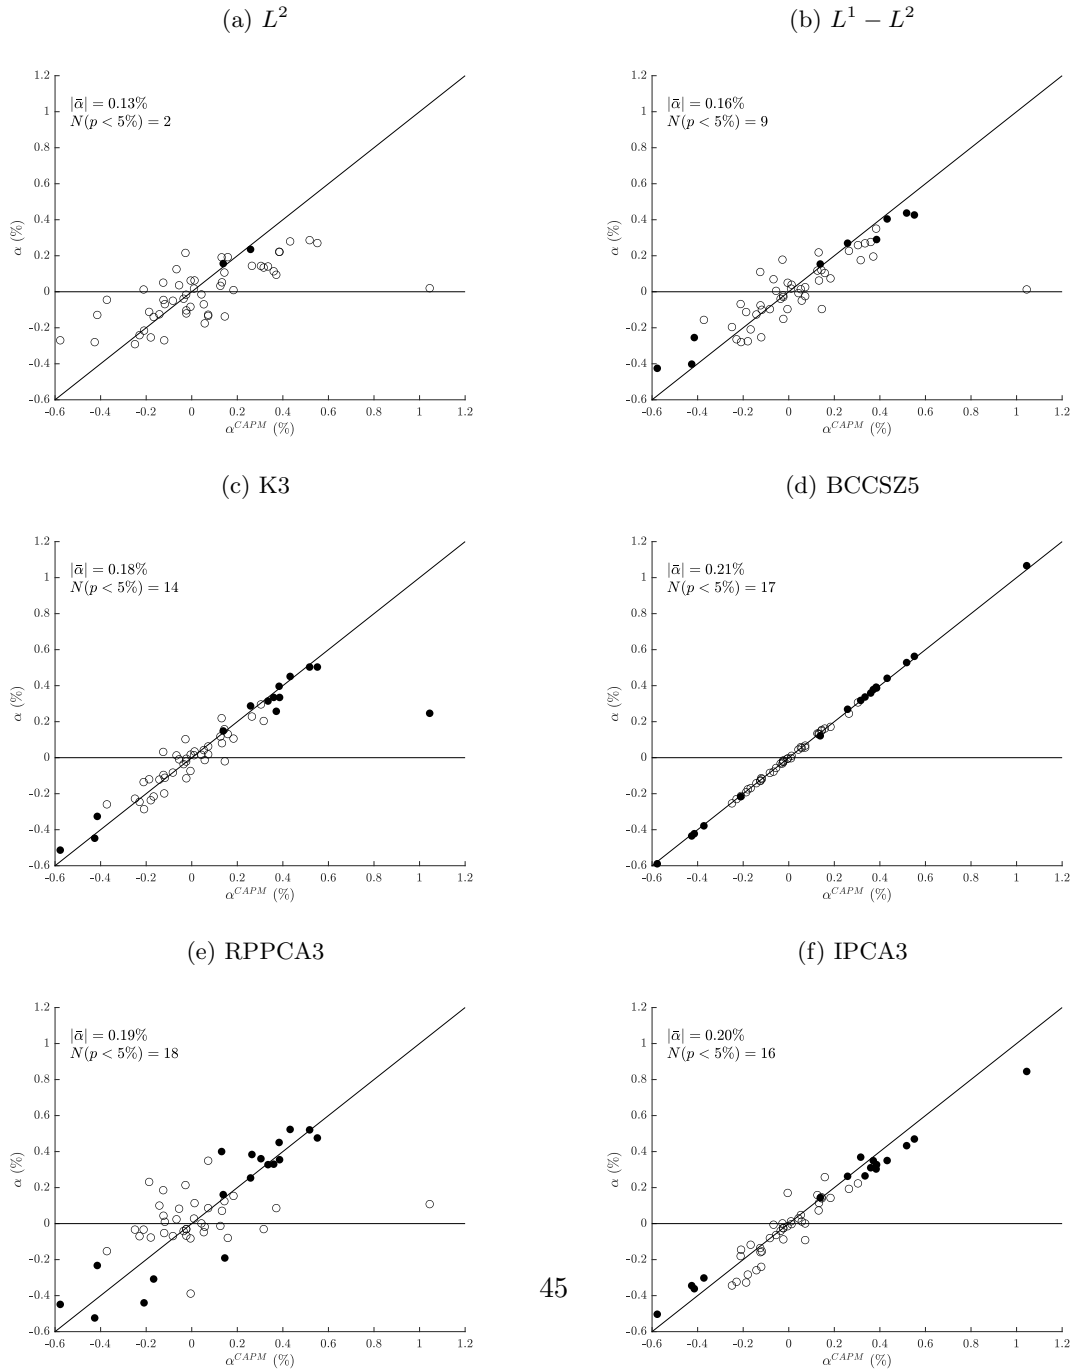 (a) L²
|ᾱ| = 0.13%
N(p < 5%) = 2
1.2
1
0.8
0.6
0.4
0.2
0
-0.2
-0.4
-0.6
α (%)
-0.6 -0.4 -0.2 0 0.2 0.4 0.6 0.8 1 1.2
α^{CAPM} (%)
(b) L¹ − L²
|ᾱ| = 0.16%
N(p < 5%) = 9
1.2
1
0.8
0.6
0.4
0.2
0
-0.2
-0.4
-0.6
α (%)
-0.6 -0.4 -0.2 0 0.2 0.4 0.6 0.8 1 1.2
α^{CAPM} (%)
(c) K3
|ᾱ| = 0.18%
N(p < 5%) = 14
1.2
1
0.8
0.6
0.4
0.2
0
-0.2
-0.4
-0.6
α (%)
-0.6 -0.4 -0.2 0 0.2 0.4 0.6 0.8 1 1.2
α^{CAPM} (%)
(d) BCCSZ5
|ᾱ| = 0.21%
N(p < 5%) = 17
1.2
1
0.8
0.6
0.4
0.2
0
-0.2
-0.4
-0.6
α (%)
-0.6 -0.4 -0.2 0 0.2 0.4 0.6 0.8 1 1.2
α^{CAPM} (%)
(e) RPPCA3
|ᾱ| = 0.19%
N(p < 5%) = 18
1.2
1
0.8
0.6
0.4
0.2
0
-0.2
-0.4
-0.6
α (%)
-0.6 -0.4 -0.2 0 0.2 0.4 0.6 0.8 1 1.2
α^{CAPM} (%)
(f) IPCA3
|ᾱ| = 0.20%
N(p < 5%) = 16
1.2
1
0.8
0.6
0.4
0.2
0
-0.2
-0.4
-0.6
α (%)
-0.6 -0.4 -0.2 0 0.2 0.4 0.6 0.8 1 1.2
α^{CAPM} (%)
45